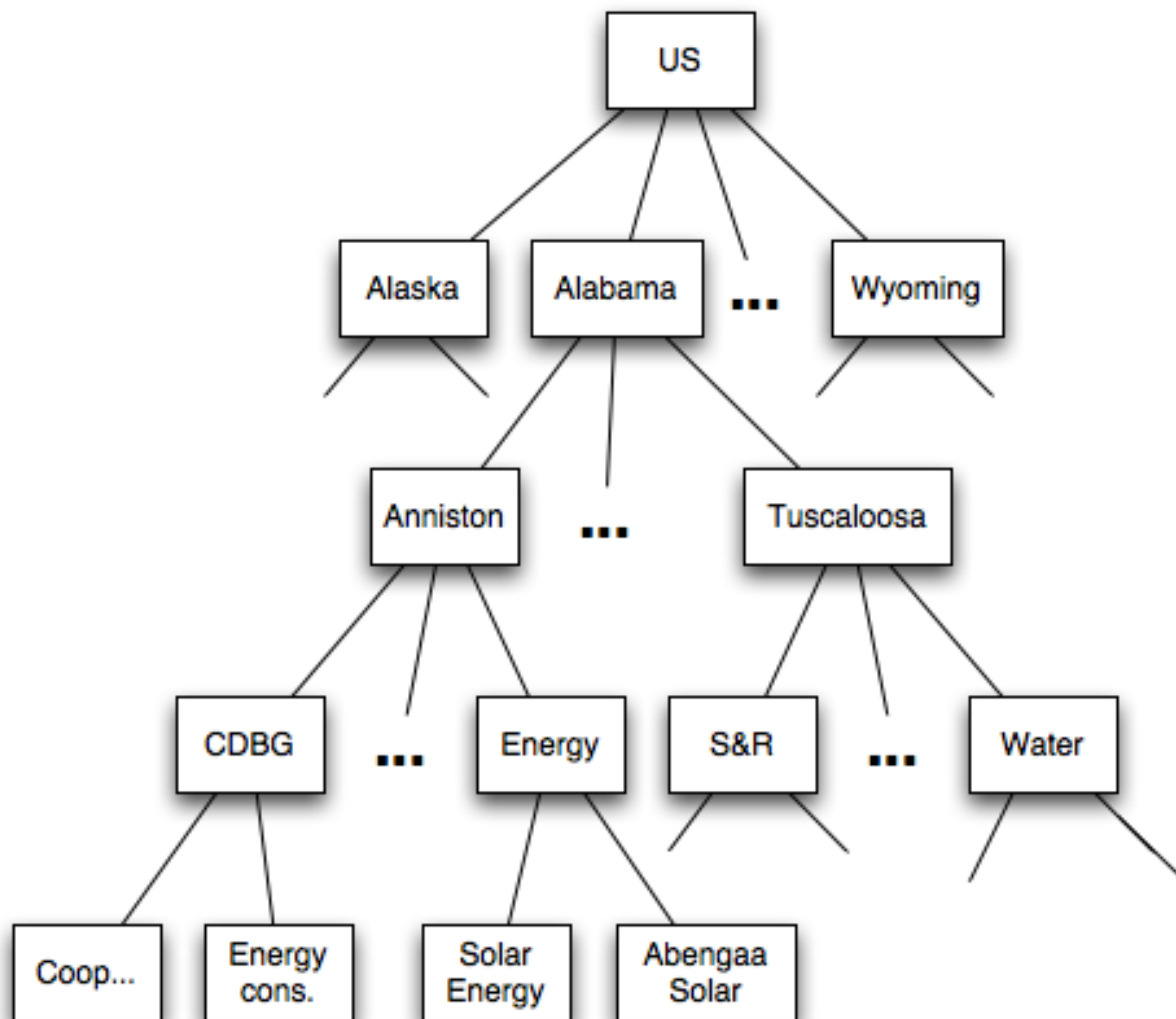 US
Alaska
Alabama
...
Wyoming
Anniston
...
Tuscaloosa
CDBG
...
Energy
S&R
...
Water
Coop...
Energy
cons.
Solar
Energy
Abengaa
Solar